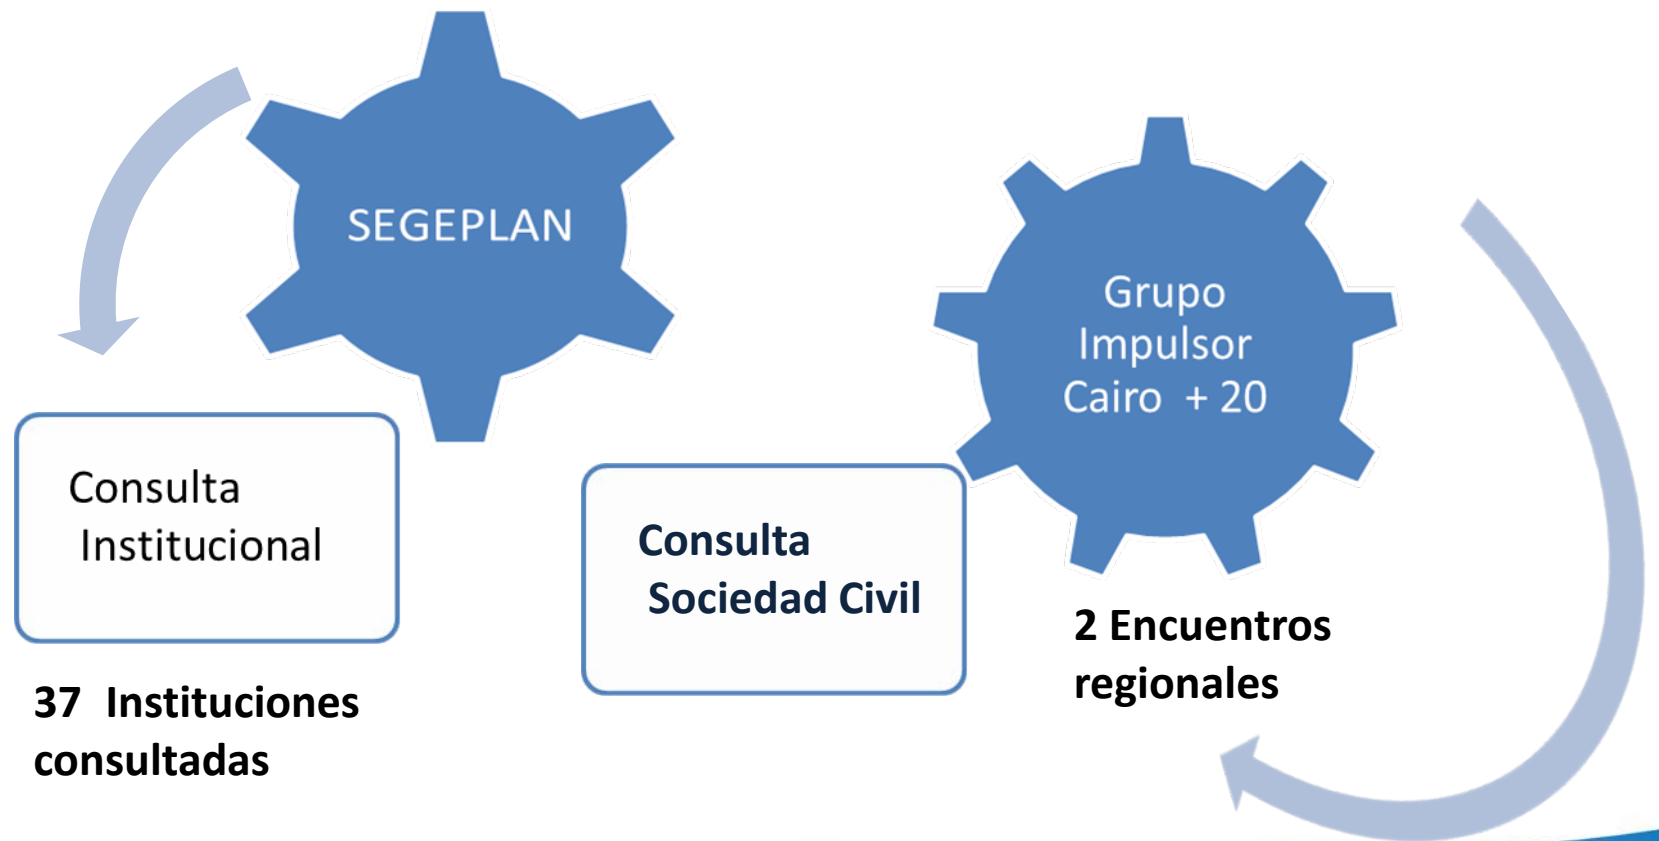 SEGEPLAN
Consulta
Institucional
37 Instituciones
consultadas
Grupo
Impulsor
Cairo + 20
Consulta
Sociedad Civil
2 Encuentros
regionales